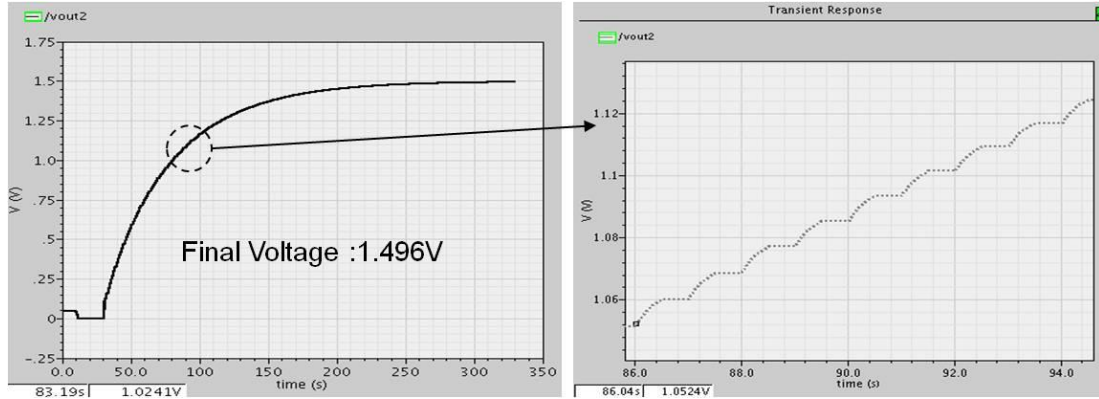 /vout2
1.75
1.5
1.25
1.0
.75
.5
.25
0
-.25
V (V)
0.0 50.0 100.0 150.0 200 250 300 350
time (s)
Final Voltage :1.496V
83.19s 1.0241V
Transient Response
/vout2
1.12
1.1
1.08
1.06
V (V)
86.0 88.0 90.0 92.0 94.0
time (s)
86.04s 1.0524V